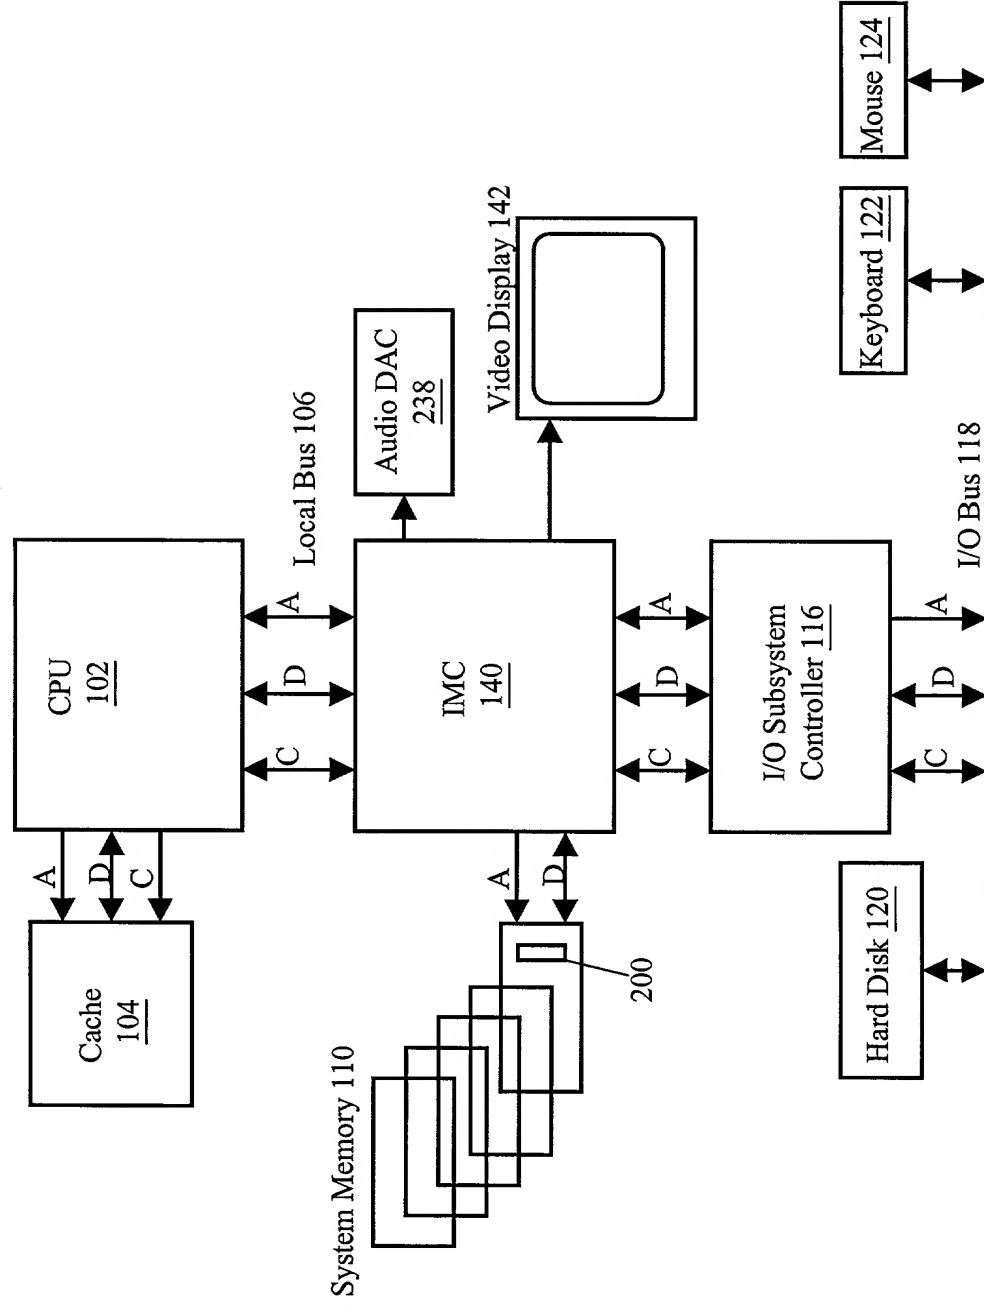 Cache
104
A
D
C
CPU
102
C
D
A
Local Bus 106
System Memory 110
200
A
D
IMC
140
Audio DAC
238
Video Display 142
C
D
A
I/O Subsystem
Controller 116
C
D
A
I/O Bus 118
Hard Disk 120
Keyboard 122
Mouse 124